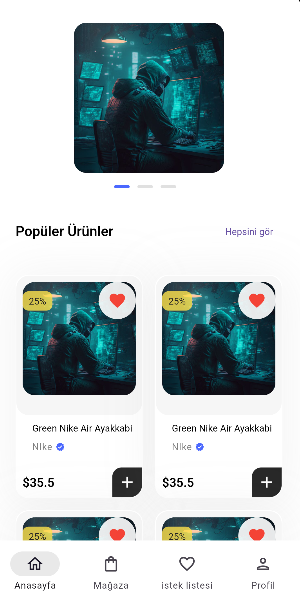 Popüler Ürünler Hepsini gör
25% 25%
Green Nike Air Ayakkabi Green Nike Air Ayakkabi
Nike Nike
$35.5 $35.5
25% 25%
Anasayfa Mağaza istek listesi Profil